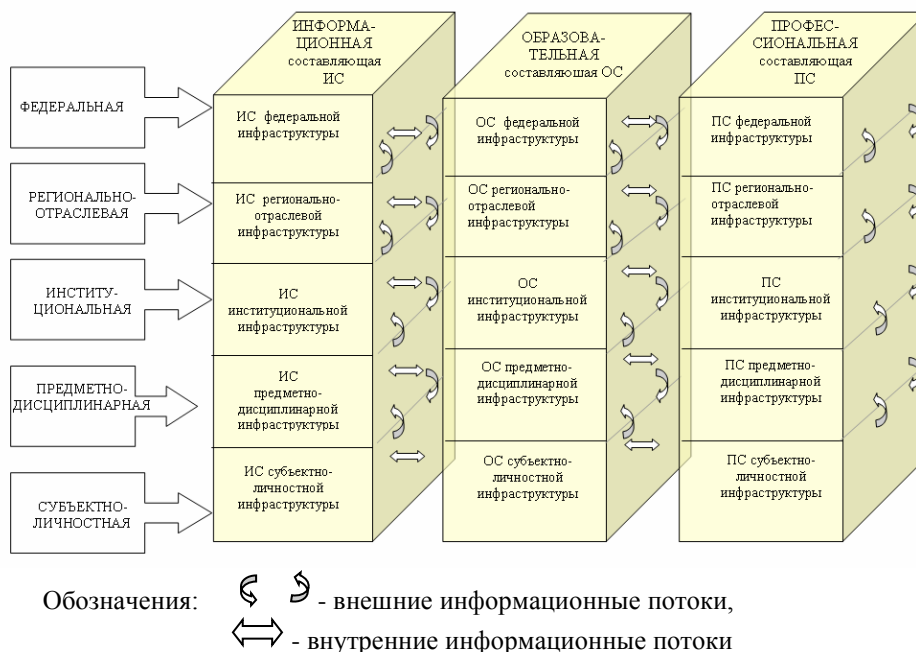 ИНФОРМА-
ЦИОННАЯ
составляющая
ИС
ОБРАЗОВА-
ТЕЛЬНАЯ
составляюшая ОС
ПРОФЕС-
СИОНАЛЬНАЯ
составляющая
ПС
ФЕДЕРАЛЬНАЯ
ИС федеральной
инфраструктуры
ОС федеральной
инфраструктуры
ПС федеральной
инфраструктуры
РЕГИОНАЛЬНО-
ОТРАСЛЕВАЯ
ИС регионально-
отраслевой
инфраструктуры
ОС регионально-
отраслевой
инфраструктуры
ПС регионально-
отраслевой
инфраструктуры
ИНСТИТУ-
ЦИОНАЛЬНАЯ
ИС
институциональной
инфраструктуры
ОС
институциональной
инфраструктуры
ПС
институциональной
инфраструктуры
ПРЕДМЕТНО-
ДИСЦИПЛИНАРНАЯ
ИС
предметно-
дисциплинарной
инфраструктуры
ОС предметно-
дисциплинарной
инфраструктуры
ПС предметно-
дисциплинарной
инфраструктуры
СУБЪЕКТНО-
ЛИЧНОСТНАЯ
ИС субъектно-
личностной
инфраструктуры
ОС субъектно-
личностной
инфраструктуры
ПС субъектно-
личностной
инфраструктуры
Обозначения: - внешние информационные потоки,
- внутренние информационные потоки